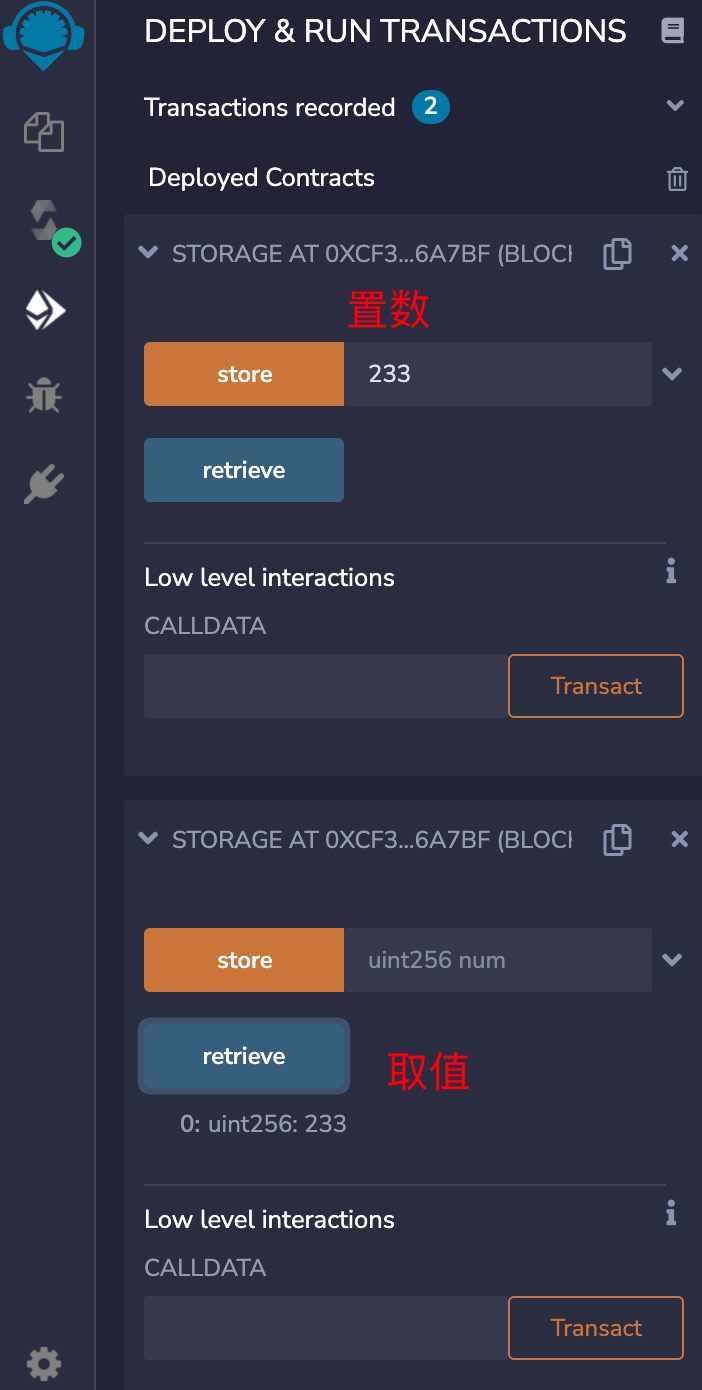 DEPLOY & RUN TRANSACTIONS
Transactions recorded 2
Deployed Contracts
STORAGE AT 0XCF3...6A7BF (BLOCK
置数
store 233
retrieve
Low level interactions
CALLDATA
Transact
STORAGE AT 0XCF3...6A7BF (BLOCK
store uint256 num
retrieve 取值
0: uint256: 233
Low level interactions
CALLDATA
Transact